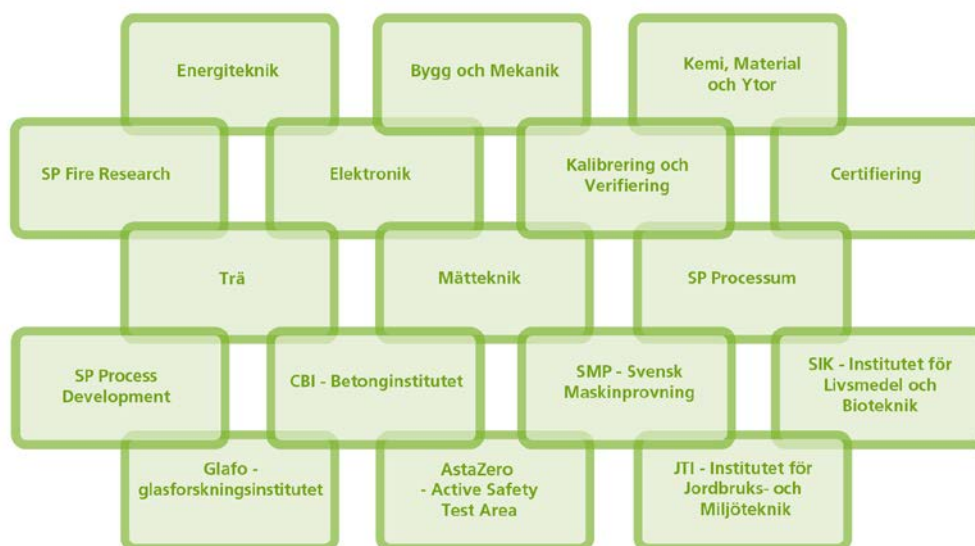 Energiteknik
Bygg och Mekanik
Kemi, Material
och Ytor
SP Fire Research
Elektronik
Kalibrering och
Verifiering
Certifiering
Trä
Mätteknik
SP Processum
SP Process
Development
CBI - Betonginstitutet
SMP - Svensk
Maskinprovning
SIK - Institutet för
Livsmedel och
Bioteknik
Glafo -
glasforskningsinstitutet
AstaZero
- Active Safety
Test Area
JTI - Institutet för
Jordbruks- och
Miljöteknik